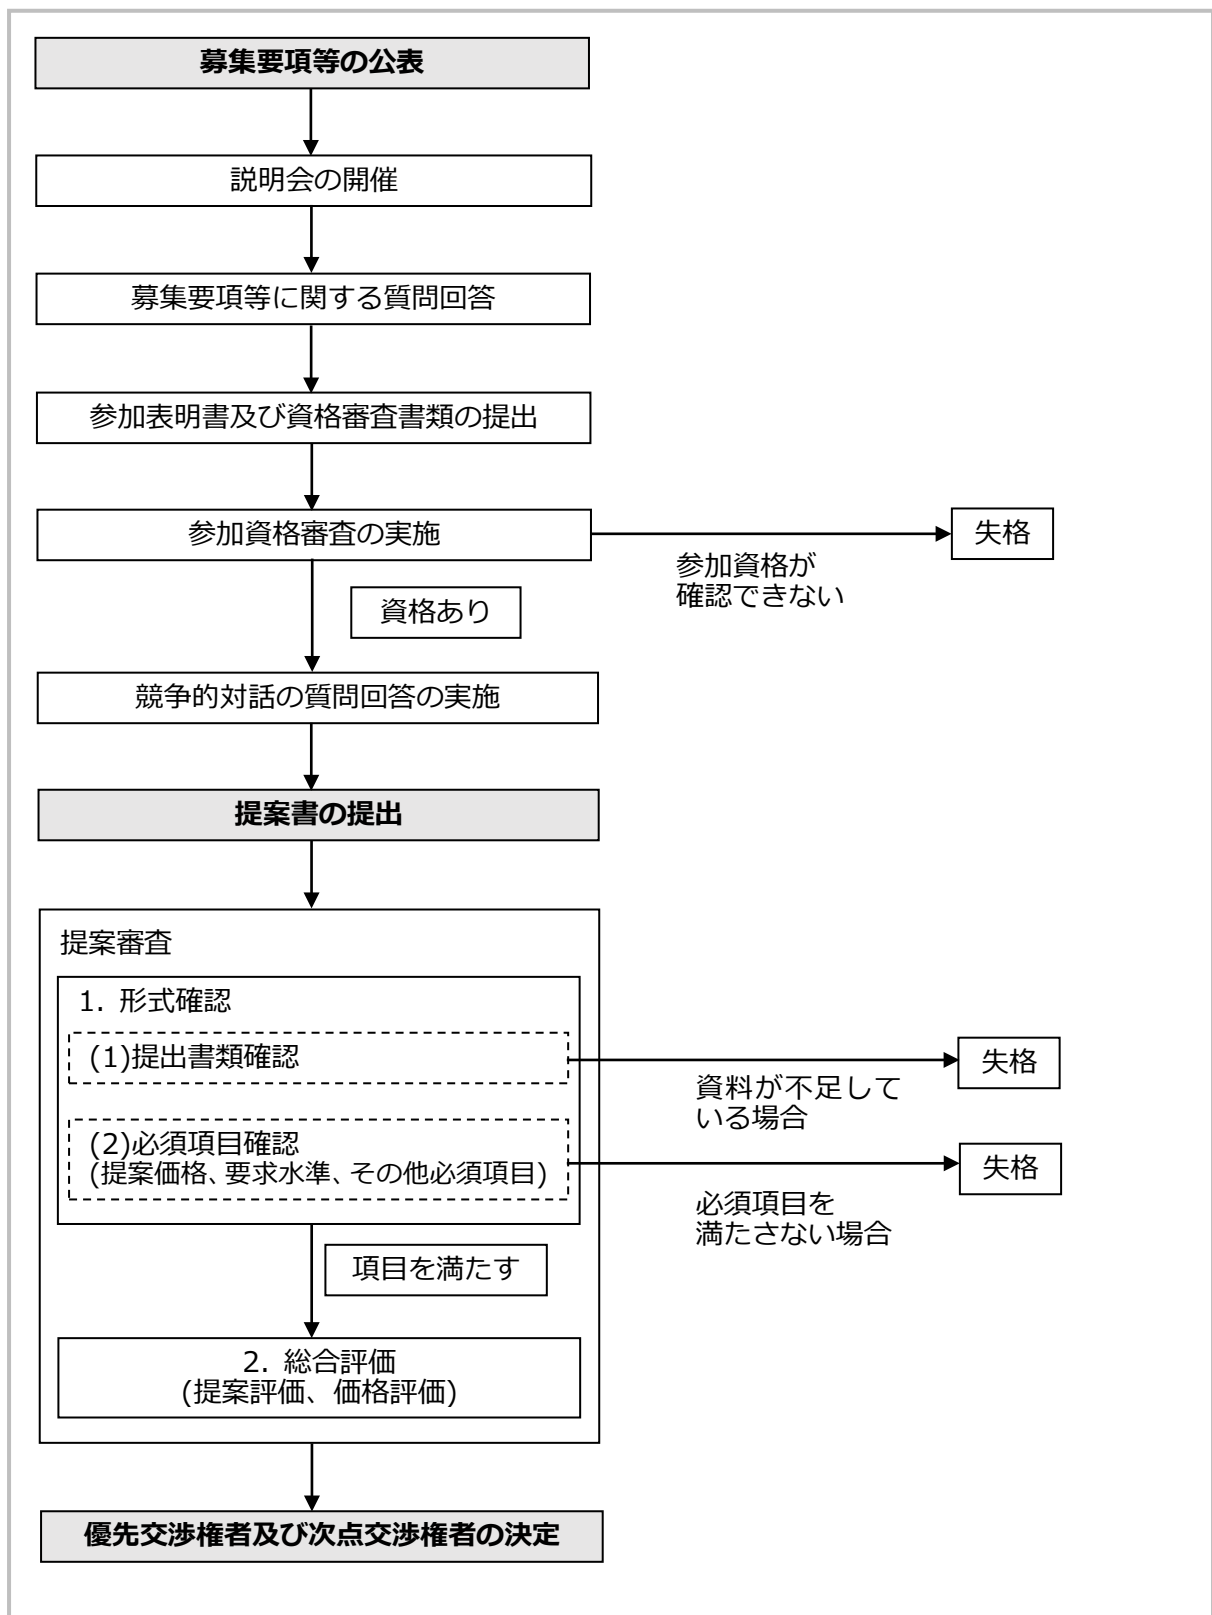 募集要項等の公表
説明会の開催
募集要項等に関する質問回答
参加表明書及び資格審査書類の提出
参加資格審査の実施
失格
参加資格が
確認できない
資格あり
競争的対話の質問回答の実施
提案書の提出
提案審査
1. 形式確認
(1)提出書類確認
失格
資料が不足して
いる場合
(2)必須項目確認
(提案価格、要求水準、その他必須項目)
失格
必須項目を
満たさない場合
項目を満たす
2. 総合評価
(提案評価、価格評価)
優先交渉権者及び次点交渉権者の決定